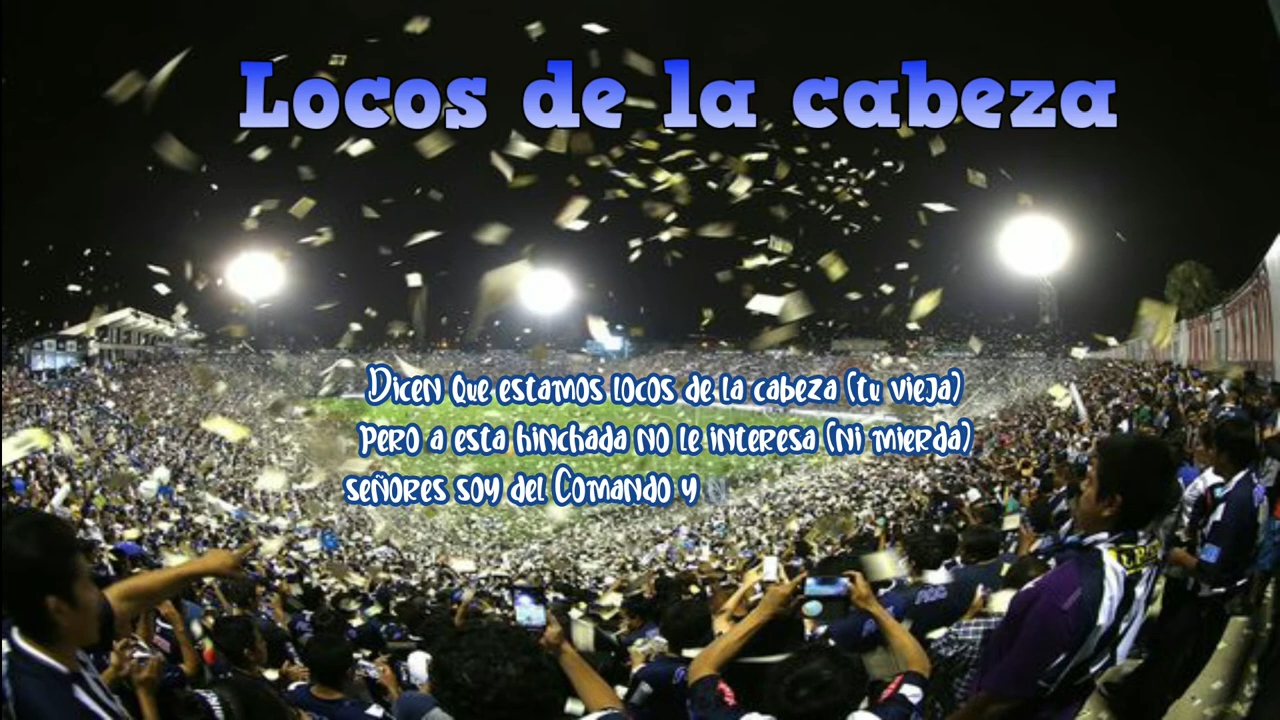 Locos de la cabeza
Dicen que estamos locos de la cabeza (tu vieja)
pero a esta hinchada no le interesa (ni mierda)
señores soy del Comando y